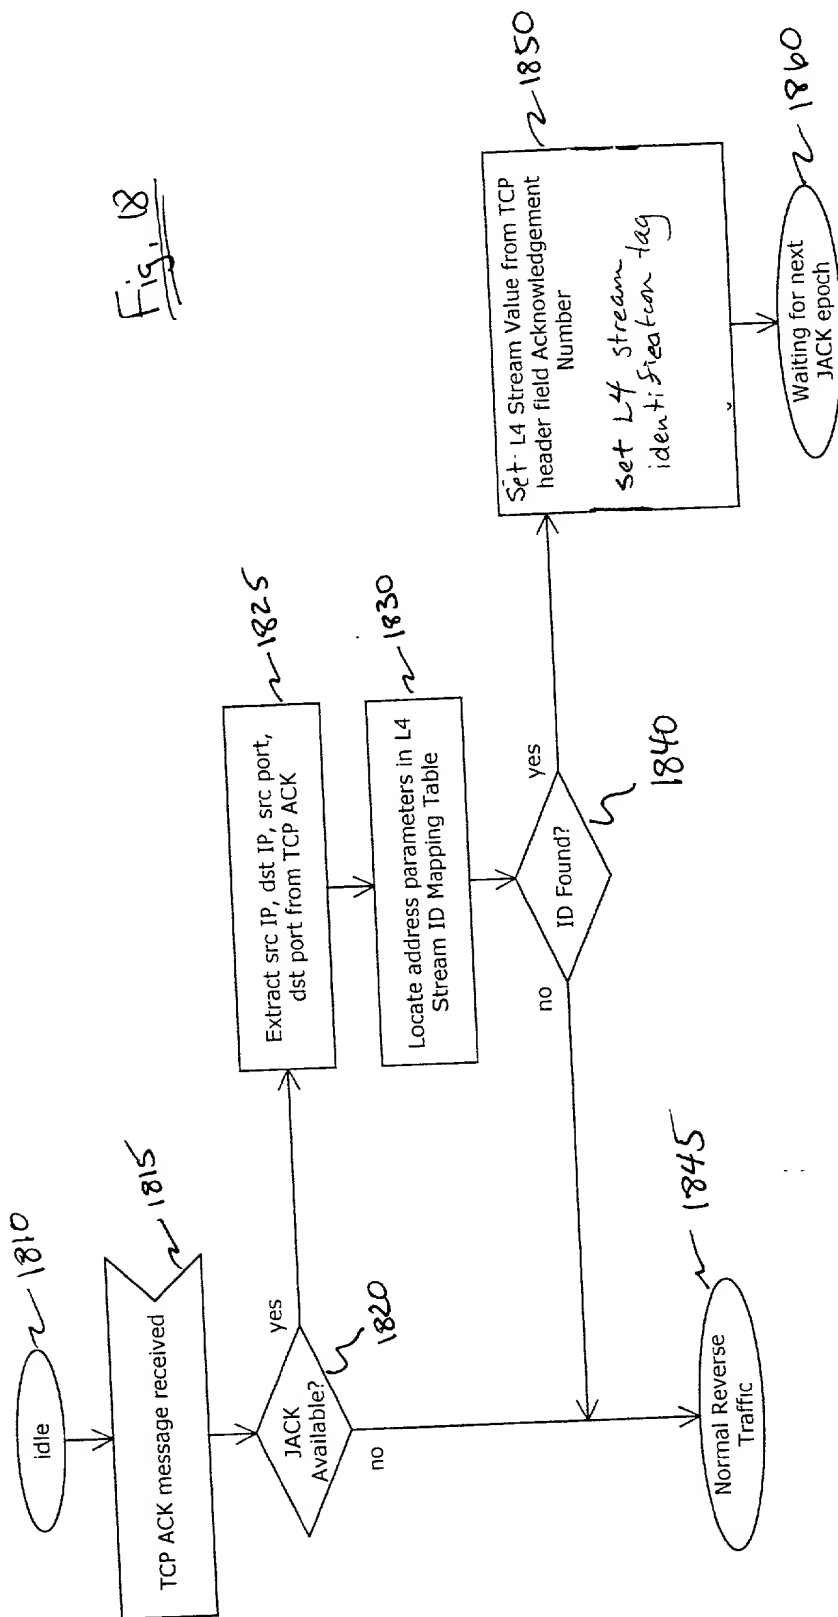 Fig. 18
idle
1810
TCP ACK message received
1815
JACK
Available?
1820
yes
no
Extract src IP, dst IP, src port,
dst port from TCP ACK
1825
Locate address parameters in L4
Stream ID Mapping Table
1830
ID Found?
1840
yes
no
Normal Reverse
Traffic
1845
Set L4 Stream Value from TCP
header field Acknowledgement
Number
set L4 stream
identification tag
1850
Waiting for next
JACK epoch
1860